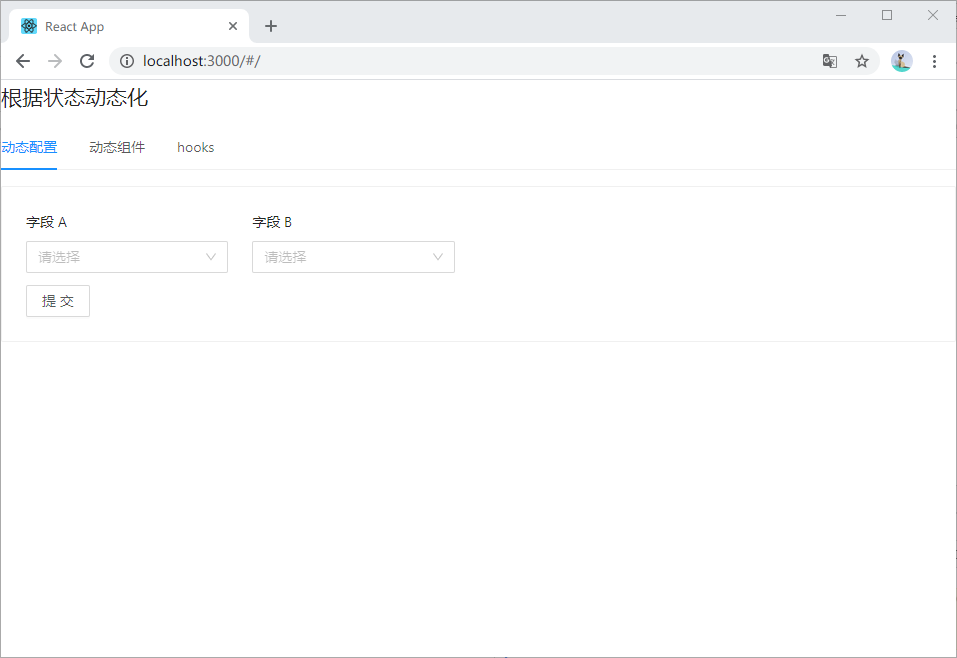 React App
localhost:3000/#/
根据状态动态化
动态配置 动态组件 hooks
字段 A 字段 B
请选择 请选择
提 交